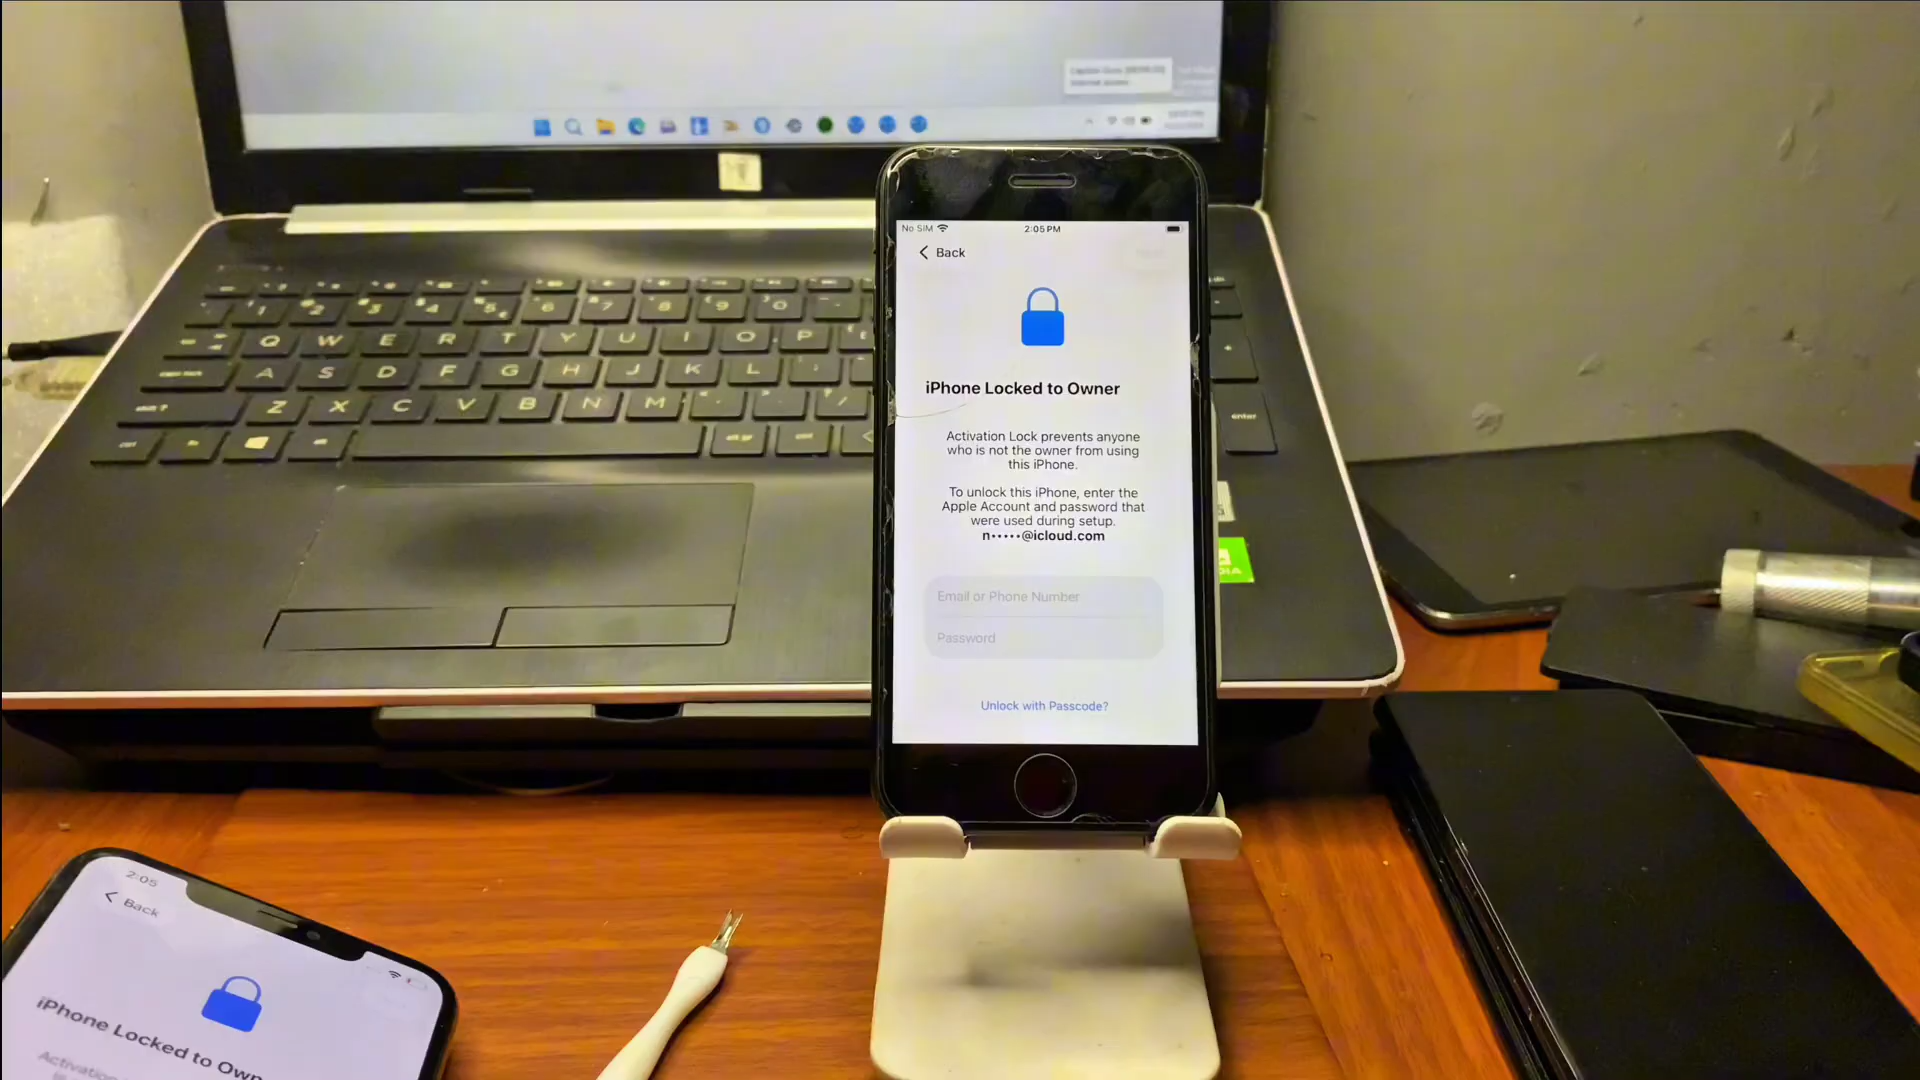 No SIM 2:05 PM
Back
iPhone Locked to Owner
Activation Lock prevents anyone
who is not the owner from using
this iPhone.
To unlock this iPhone, enter the
Apple Account and password that
were used during setup.
n•••••@icloud.com
Email or Phone Number
Password
Unlock with Passcode?
2:05
Back
iPhone Locked to Own
Q W E R T Y U I O P
A S D F G H J K L
Z X C V B N M
enter